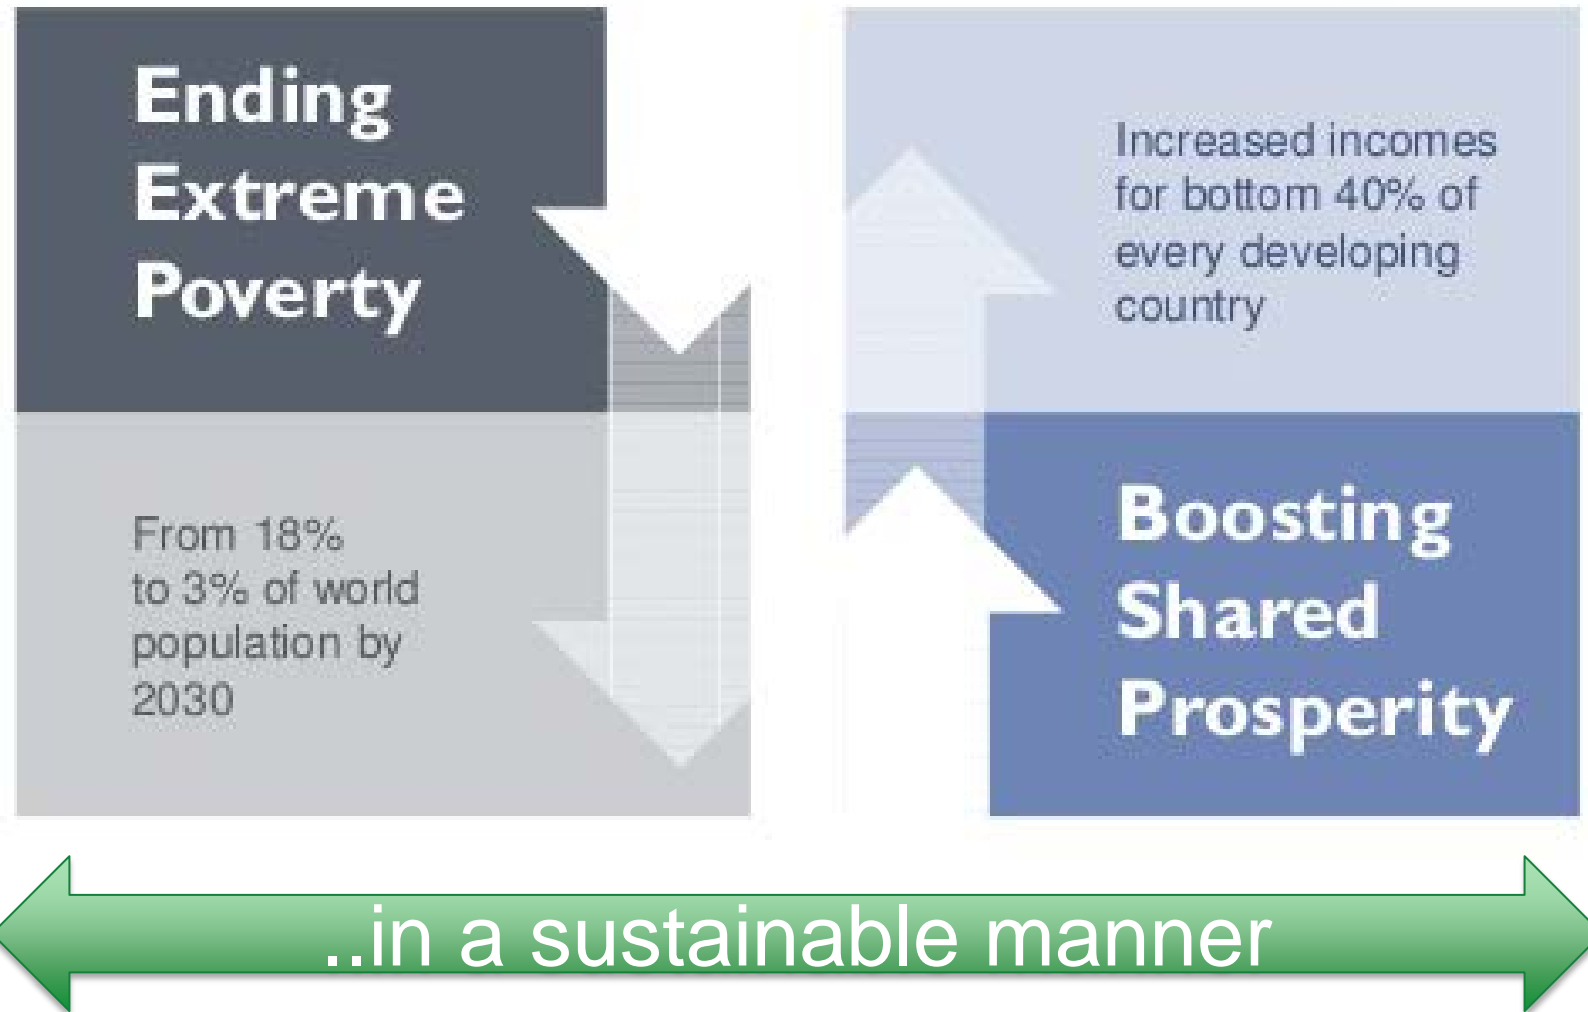 Ending
Extreme
Poverty
From 18%
to 3% of world
population by
2030
Increased incomes
for bottom 40% of
every developing
country
Boosting
Shared
Prosperity
..in a sustainable manner